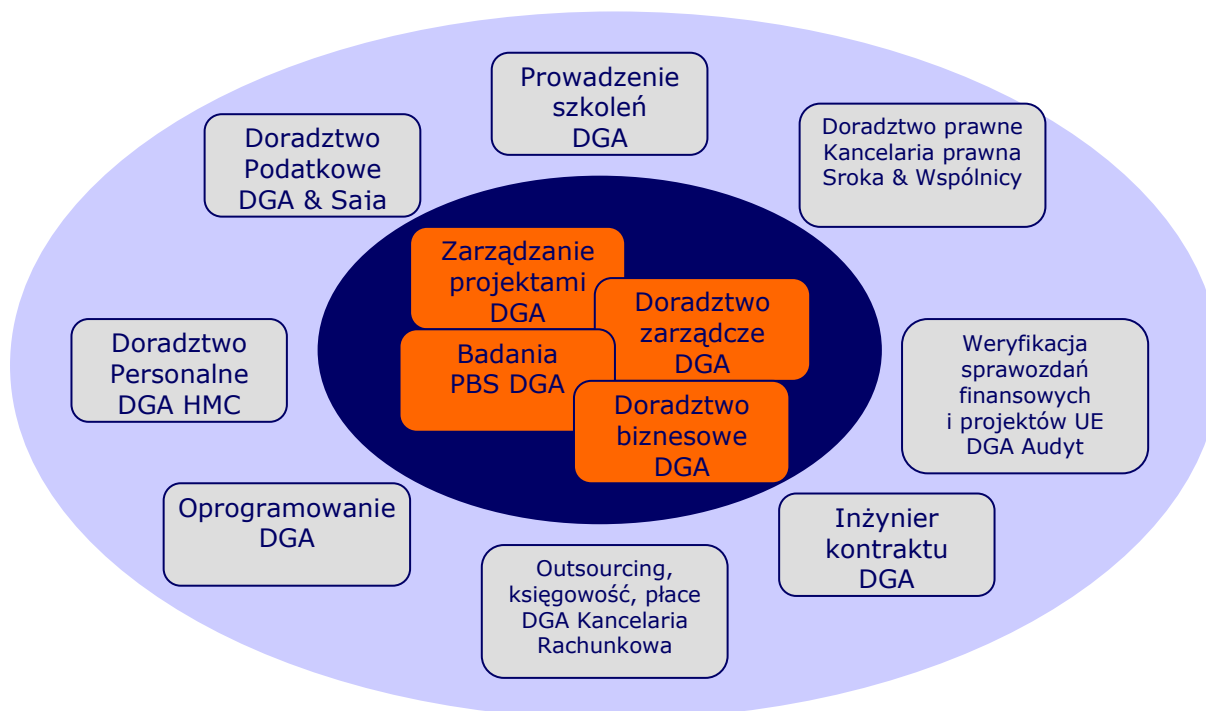 Prowadzenie
szkoleń
DGA
Doradztwo
Podatkowe
DGA & Saja
Doradztwo prawne
Kancelaria prawna
Sroka & Wspólnicy
Zarządzanie
projektami
DGA
Doradztwo
zarządcze
DGA
Badania
PBS DGA
Doradztwo
biznesowe
DGA
Doradztwo
Personalne
DGA HMC
Weryfikacja
sprawozdań
finansowych
i projektów UE
DGA Audyt
Oprogramowanie
DGA
Inżynier
kontraktu
DGA
Outsourcing,
księgowość, płace
DGA Kancelaria
Rachunkowa